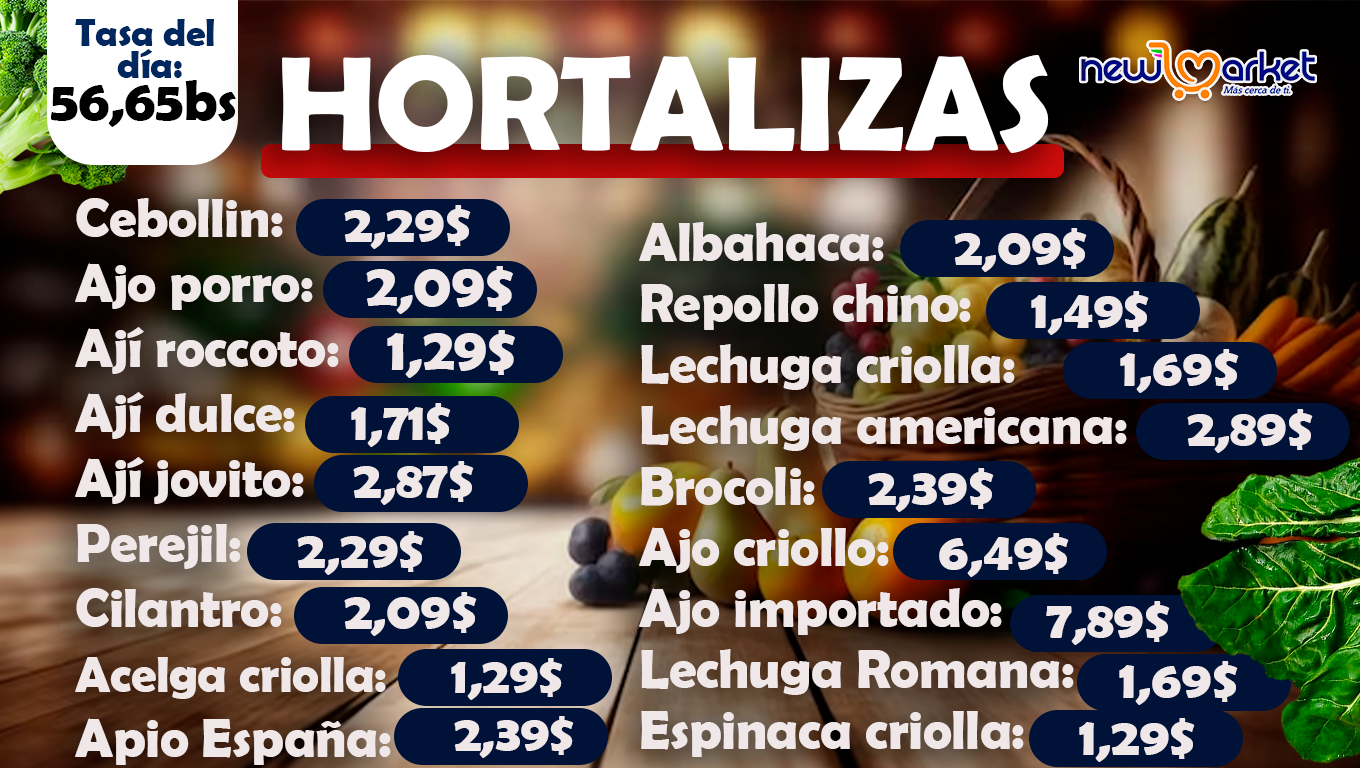 Tasa del
día:
56,65bs
HORTALIZAS
new market
Más cerca de ti.
Cebollin: 2,29$
Ajo porro: 2,09$
Ají roccoto: 1,29$
Ají dulce: 1,71$
Ají jovito: 2,87$
Perejil: 2,29$
Cilantro: 2,09$
Acelga criolla: 1,29$
Apio España: 2,39$
Albahaca: 2,09$
Repollo chino: 1,49$
Lechuga criolla: 1,69$
Lechuga americana: 2,89$
Brocoli: 2,39$
Ajo criollo: 6,49$
Ajo importado: 7,89$
Lechuga Romana: 1,69$
Espinaca criolla: 1,29$